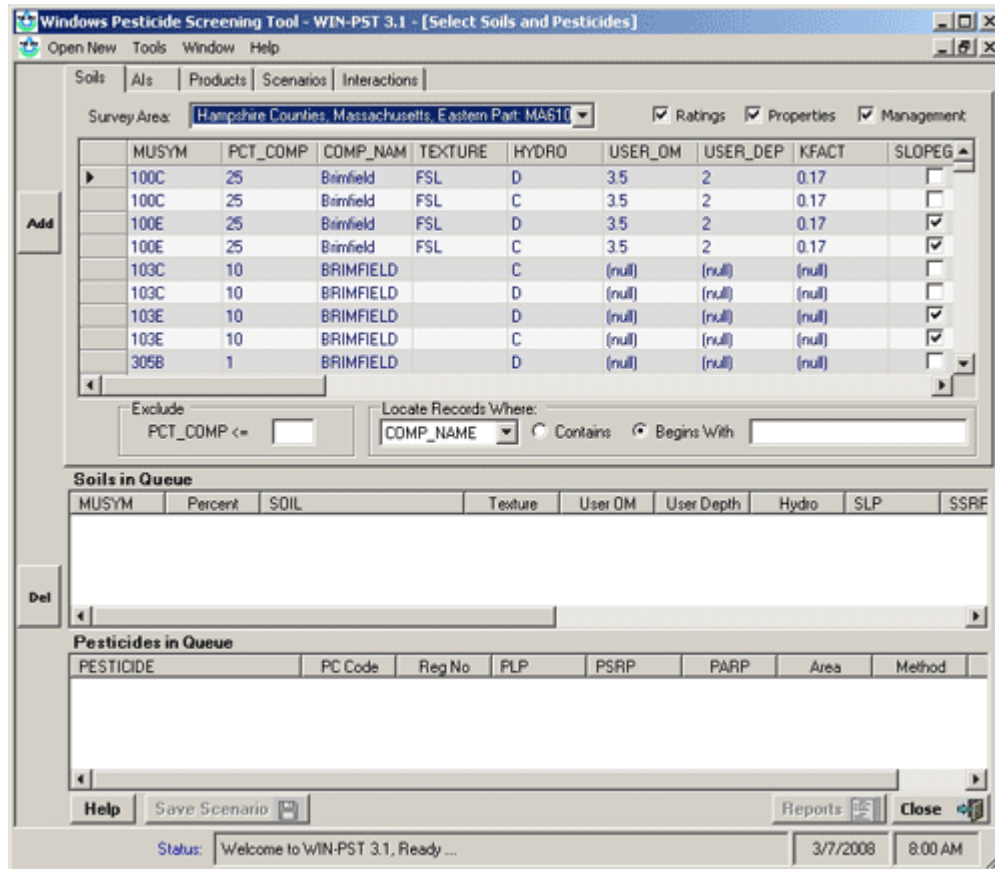 Windows Pesticide Screening Tool - WIN-PST 3.1 - [Select Soils and Pesticides]
Open New Tools Window Help
Soils AIs Products Scenarios Interactions
Survey Area: Hampshire Counties, Massachusetts, Eastern Part: MA610 Ratings Properties Management
MUSYM PCT_COMP COMP_NAM TEXTURE HYDRO USER_OM USER_DEP KFACT SLOPEG
100C 25 Brimfield FSL D 3.5 2 0.17
100C 25 Brimfield FSL C 3.5 2 0.17
100E 25 Brimfield FSL D 3.5 2 0.17
100E 25 Brimfield FSL C 3.5 2 0.17
103C 10 BRIMFIELD C (null) (null) (null)
103C 10 BRIMFIELD D (null) (null) (null)
103E 10 BRIMFIELD D (null) (null) (null)
103E 10 BRIMFIELD C (null) (null) (null)
305B 1 BRIMFIELD D (null) (null) (null)
Add
Exclude
PCT_COMP <=
Locate Records Where:
COMP_NAME Contains Begins With
Soils in Queue
MUSYM Percent SOIL Texture User OM User Depth Hydro SLP SSRF
Del
Pesticides in Queue
PESTICIDE PC Code Reg No PLP PSRP PARP Area Method
Help Save Scenario Reports Close
Status: Welcome to WIN-PST 3.1, Ready ... 3/7/2008 8:00 AM